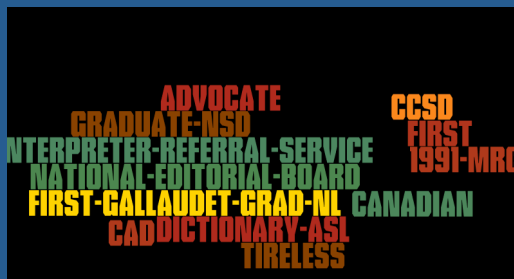 ADVOCATE
CCSD
GRADUATE-NSD
FIRST
NTERPRETER-REFERRAL-SERVICE
1991-MRC
NATIONAL-EDITORIAL-BOARD
FIRST-GALLAUDET-GRAD-NL
CANADIAN
CAD
DICTIONARY-ASL
TIRELESS